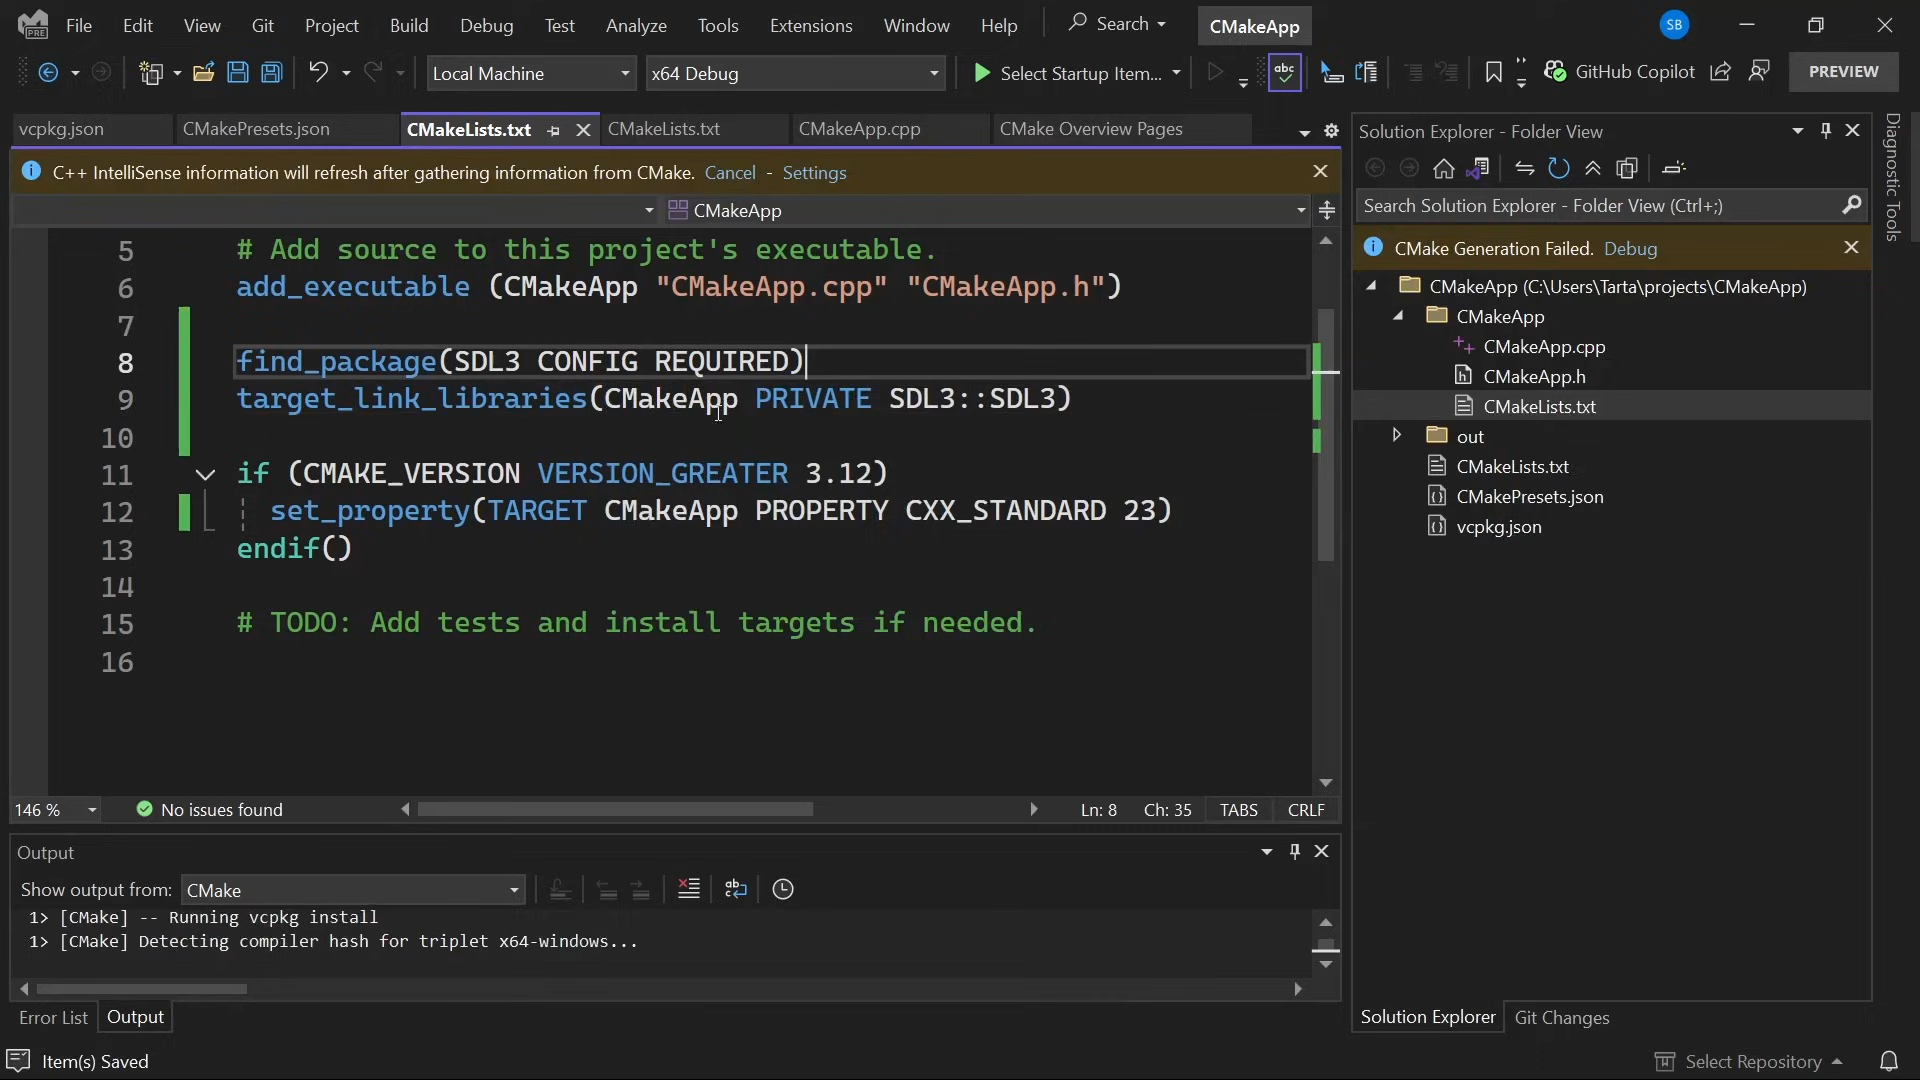 PRE File Edit View Git Project Build Debug Test Analyze Tools Extensions Window Help Search CMakeApp SB
Local Machine x64 Debug Select Startup Item... abc GitHub Copilot PREVIEW
vcpkg.json CMakePresets.json CMakeLists.txt CMakeLists.txt CMakeApp.cpp CMake Overview Pages
C++ IntelliSense information will refresh after gathering information from CMake. Cancel - Settings
CMakeApp
5 # Add source to this project's executable.
6 add_executable (CMakeApp "CMakeApp.cpp" "CMakeApp.h")
7
8 find_package(SDL3 CONFIG REQUIRED)
9 target_link_libraries(CMakeApp PRIVATE SDL3::SDL3)
10
11 if (CMAKE_VERSION VERSION_GREATER 3.12)
12 set_property(TARGET CMakeApp PROPERTY CXX_STANDARD 23)
13 endif()
14
15 # TODO: Add tests and install targets if needed.
16
146 % No issues found Ln: 8 Ch: 35 TABS CRLF
Output
Show output from: CMake
1> [CMake] -- Running vcpkg install
1> [CMake] Detecting compiler hash for triplet x64-windows...
Error List Output
Solution Explorer - Folder View
Search Solution Explorer - Folder View (Ctrl+;)
CMake Generation Failed. Debug
CMakeApp (C:\Users\Tarta\projects\CMakeApp)
CMakeApp
CMakeApp.cpp
CMakeApp.h
CMakeLists.txt
out
CMakeLists.txt
CMakePresets.json
vcpkg.json
Solution Explorer Git Changes
Diagnostic Tools
Item(s) Saved Select Repository